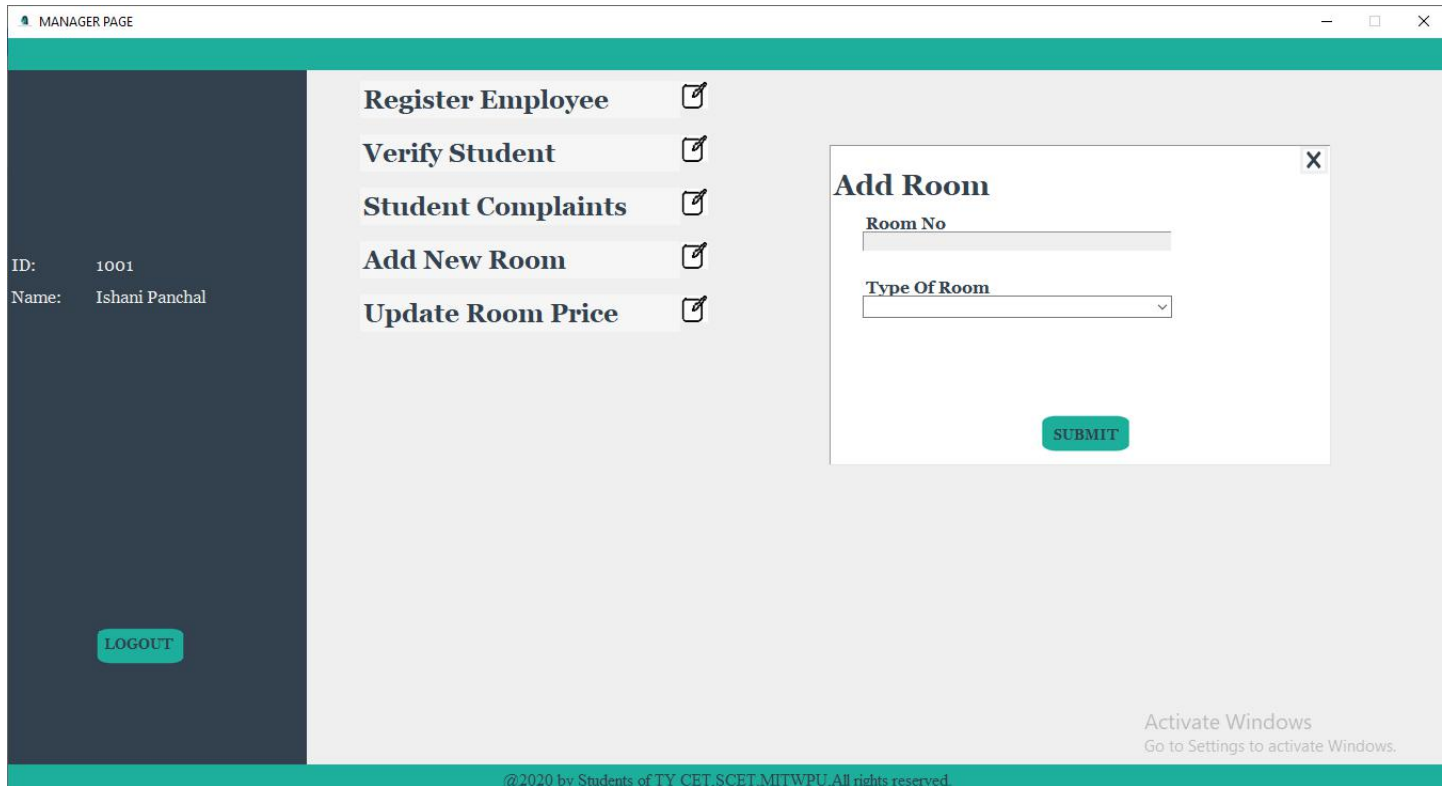 MANAGER PAGE
ID: 1001
Name: Ishani Panchal
LOGOUT
Register Employee
Verify Student
Student Complaints
Add New Room
Update Room Price
X
Add Room
Room No
Type Of Room
SUBMIT
Activate Windows
Go to Settings to activate Windows.
@2020 by Students of TY CET.SCET.MITWPU.All rights reserved